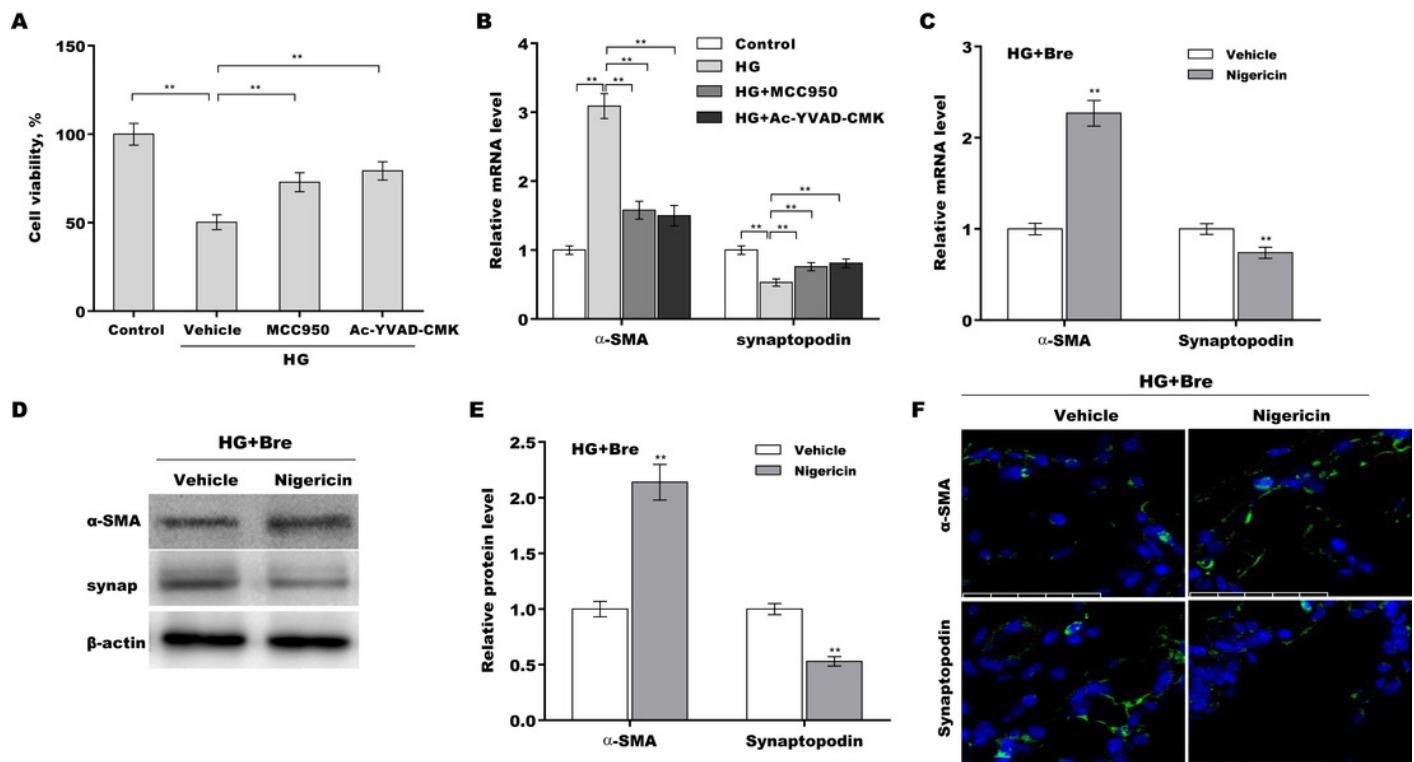 A
Cell viability, %
150
100
50
0
**
**
**
Control
Vehicle
MCC950
Ac-YVAD-CMK
HG
B
Relative mRNA level
4
3
2
1
0
Control
HG
HG+MCC950
HG+Ac-YVAD-CMK
**
**
**
**
**
**
**
**
α-SMA
synaptopodin
C
Relative mRNA level
3
2
1
0
HG+Bre
Vehicle
Nigericin
**
**
α-SMA
Synaptopodin
D
HG+Bre
Vehicle
Nigericin
α-SMA
synap
β-actin
E
Relative protein level
2.5
2.0
1.5
1.0
0.5
0.0
HG+Bre
Vehicle
Nigericin
**
**
α-SMA
Synaptopodin
F
HG+Bre
Vehicle
Nigericin
α-SMA
Synaptopodin